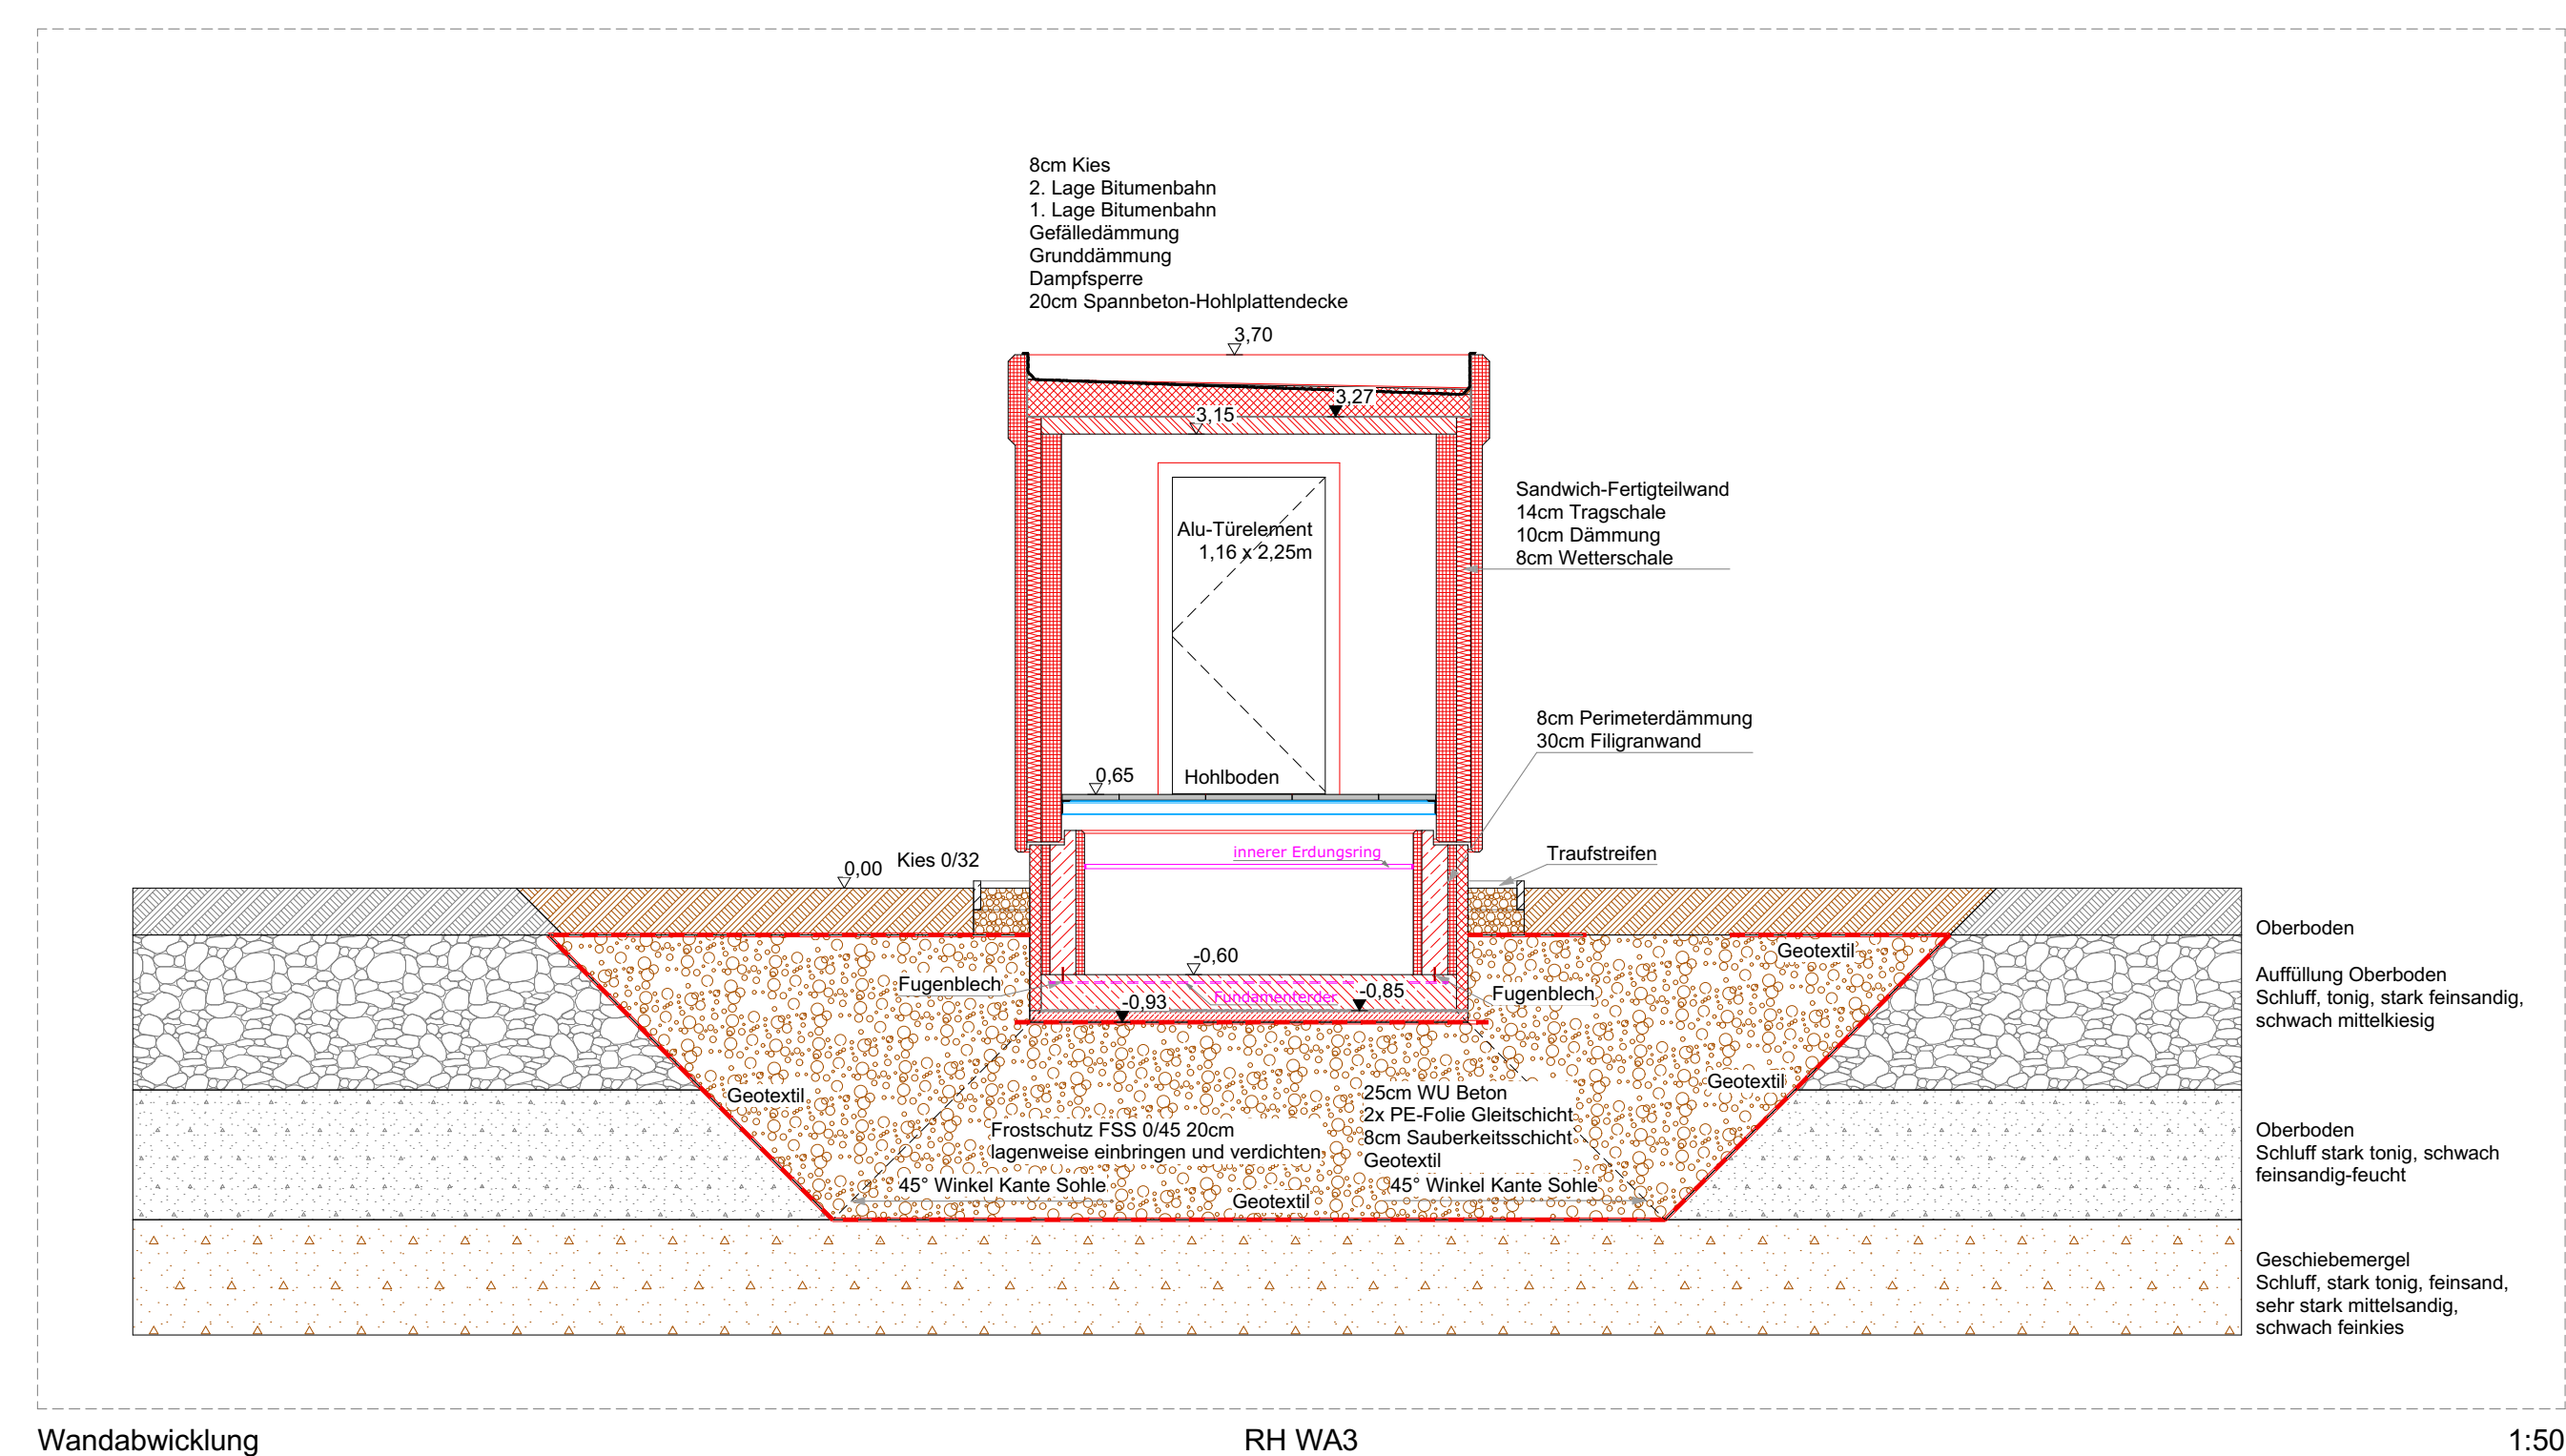 8cm Kies
2. Lage Bitumenbahn
1. Lage Bitumenbahn
Gefälledämmung
Grunddämmung
Dampfsperre
20cm Spannbeton-Hohlplattendecke
3,70
3,27
3,15
Sandwich-Fertigteilwand
14cm Tragschale
10cm Dämmung
8cm Wetterschale
Alu-Türelement
1,16 x 2,25m
8cm Perimeterdämmung
30cm Filigranwand
0,65
Hohlboden
innerer Erdungsring
Traufstreifen
0,00
Kies 0/32
Oberboden
Geotextil
-0,60
Auffüllung Oberboden
Schluff, tonig, stark feinsandig,
schwach mittelkiesig
Fugenblech
Fundamenterder
-0,85
Fugenblech
-0,93
Geotextil
Geotextil
25cm WU Beton
2x PE-Folie Gleitschicht
8cm Sauberkeitsschicht
Geotextil
Frostschutz FSS 0/45 20cm
lagenweise einbringen und verdichten
45° Winkel Kante Sohle
45° Winkel Kante Sohle
Geotextil
Oberboden
Schluff stark tonig, schwach
feinsandig-feucht
Geschiebemergel
Schluff, stark tonig, feinsand,
sehr stark mittelsandig,
schwach feinkies
Wandabwicklung
RH WA3
1:50